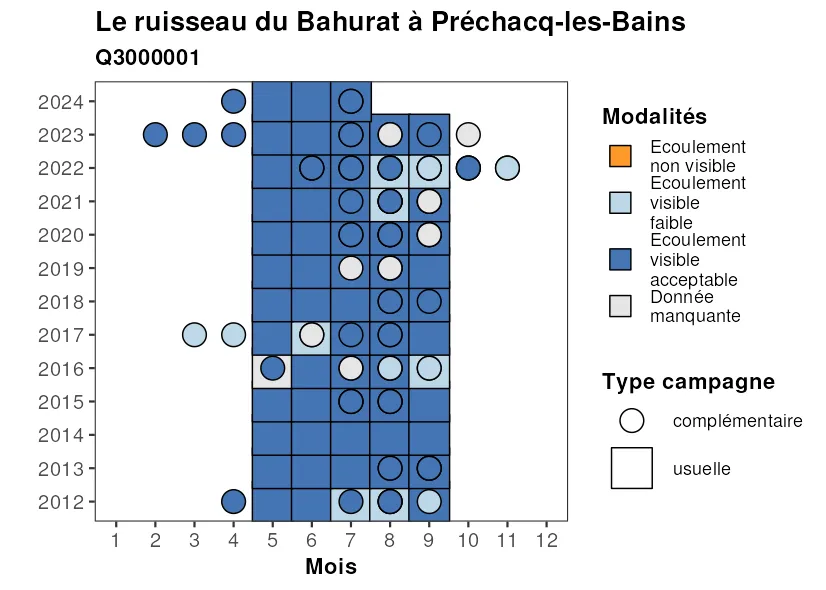 Le ruisseau du Bahurat à Préchacq-les-Bains
Q3000001
2024
2023
2022
2021
2020
2019
2018
2017
2016
2015
2014
2013
2012
1 2 3 4 5 6 7 8 9 10 11 12
Mois
Modalités
Ecoulement
non visible
Ecoulement
visible
faible
Ecoulement
visible
acceptable
Donnée
manquante
Type campagne
complémentaire
usuelle